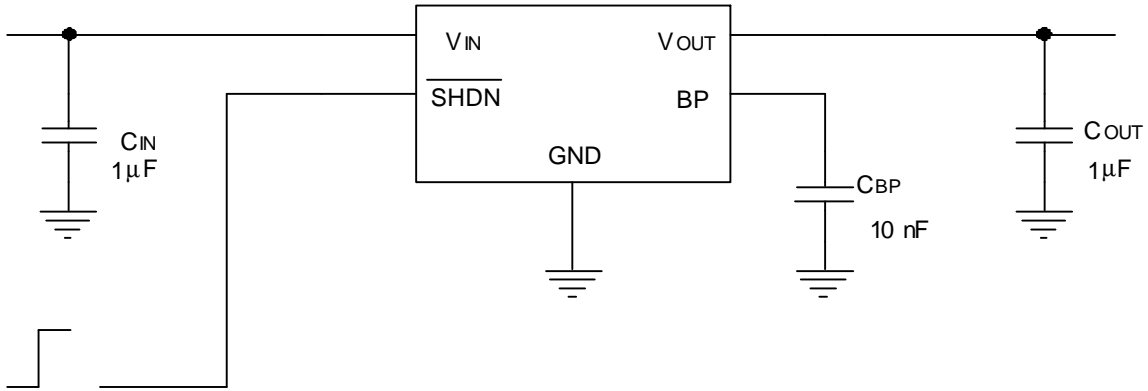 VIN
VOUT
SHDN
BP
GND
CIN
1μF
COUT
1μF
CBP
10 nF